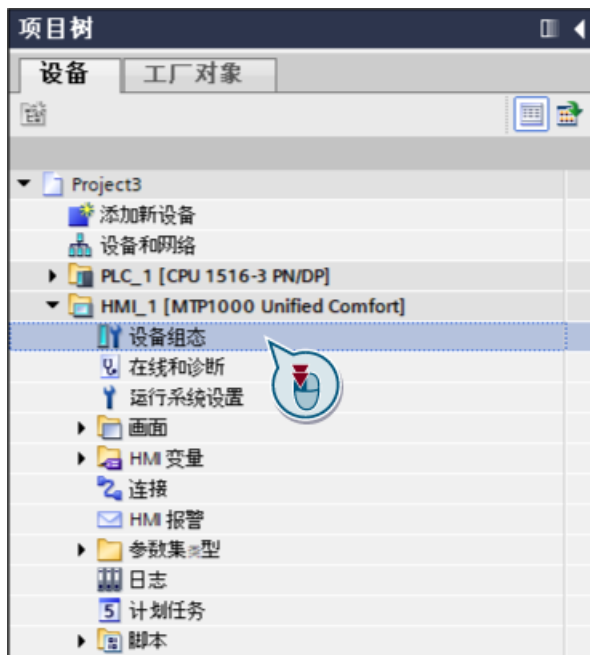 项目树
设备 工厂对象
Project3
添加新设备
设备和网络
PLC_1 [CPU 1516-3 PN/DP]
HMI_1 [MTP1000 Unified Comfort]
设备组态
在线和诊断
运行系统设置
画面
HMI 变量
连接
HMI 报警
参数集类型
日志
5 计划任务
脚本